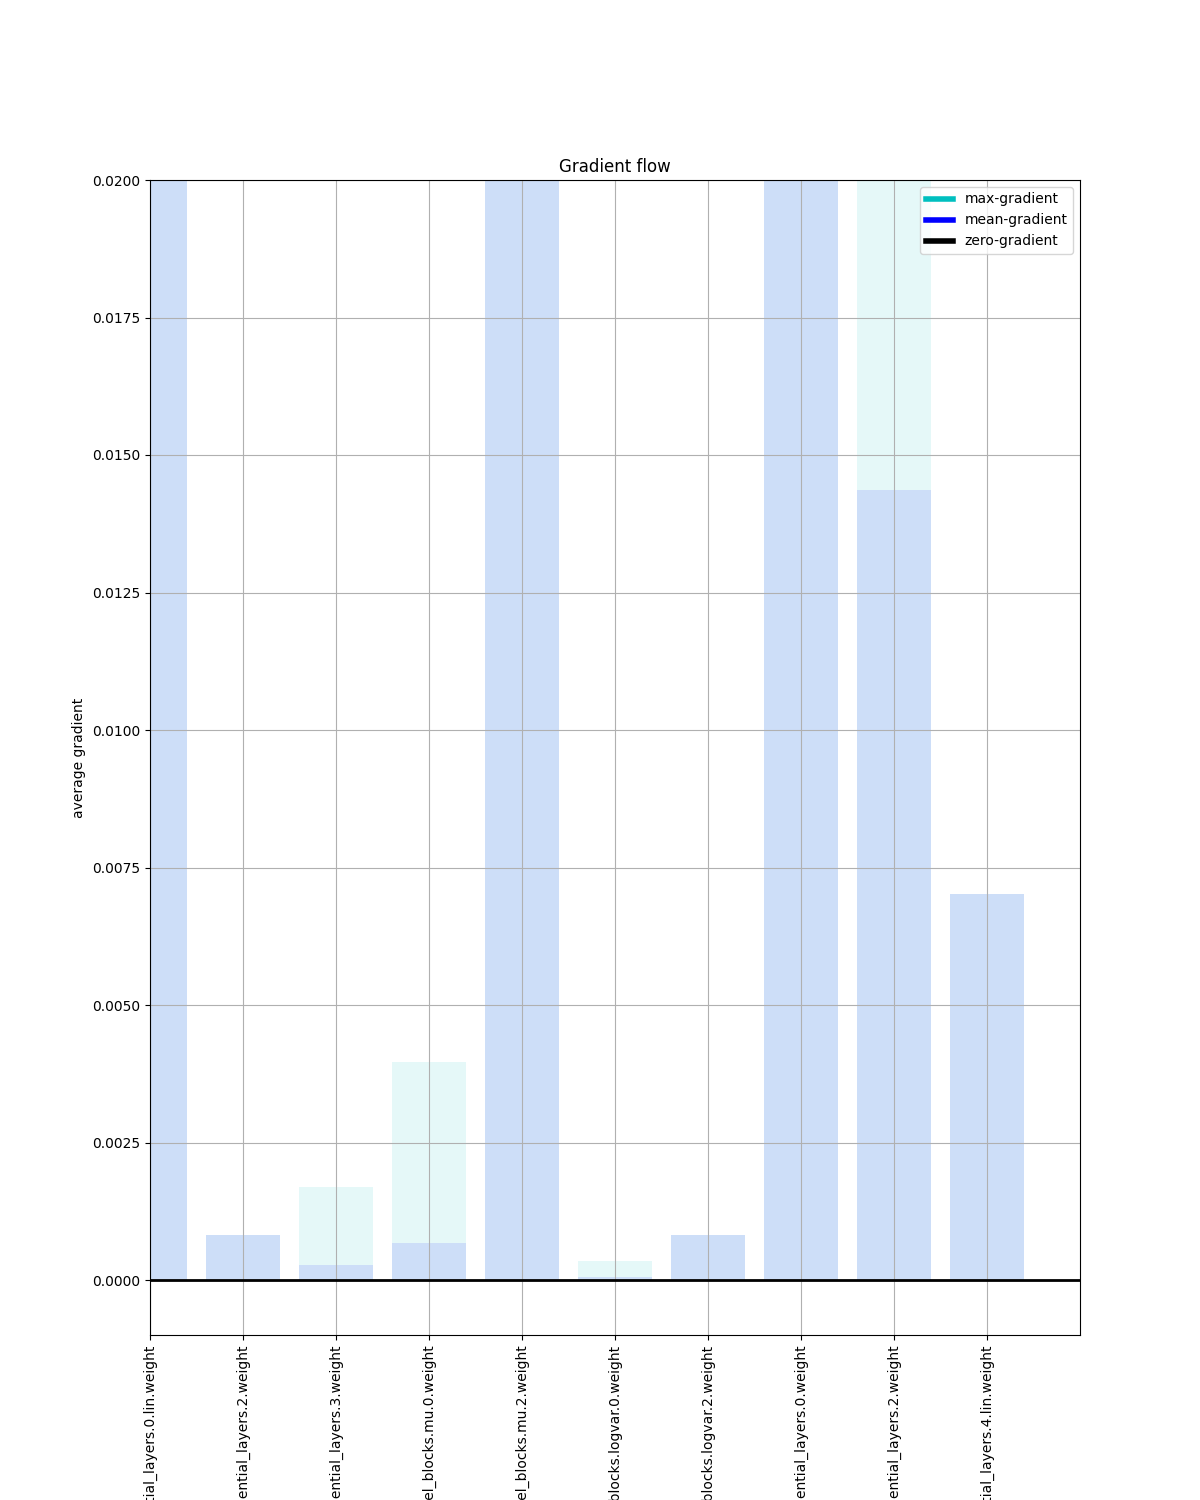 Gradient flow
max-gradient
mean-gradient
zero-gradient
average gradient
0.0200
0.0175
0.0150
0.0125
0.0100
0.0075
0.0050
0.0025
0.0000
tial_layers.0.lin.weight
ential_layers.2.weight
ential_layers.3.weight
el_blocks.mu.0.weight
el_blocks.mu.2.weight
blocks.logvar.0.weight
blocks.logvar.2.weight
ential_layers.0.weight
ential_layers.2.weight
tial_layers.4.lin.weight